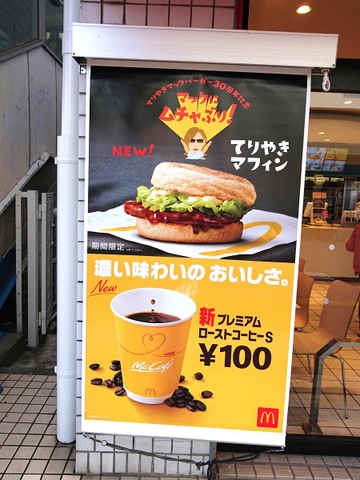 てりやきマックバーガー30周年記念
マックに
ムチャぶり!
NEW!
てりやき
マフィン
期間限定
濃い味わいの おいしさ。
New
新プレミアム
ローストコーヒーS
¥100
LOVE
McCafé